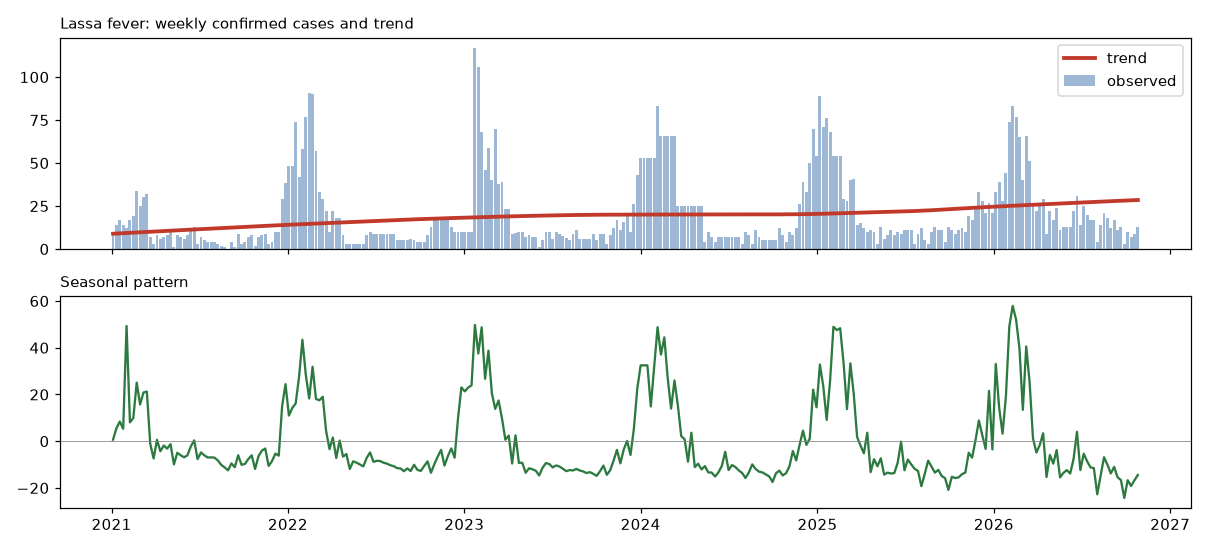 Lassa fever: weekly confirmed cases and trend
trend
observed
100
75
50
25
0
Seasonal pattern
60
40
20
0
−20
2021 2022 2023 2024 2025 2026 2027